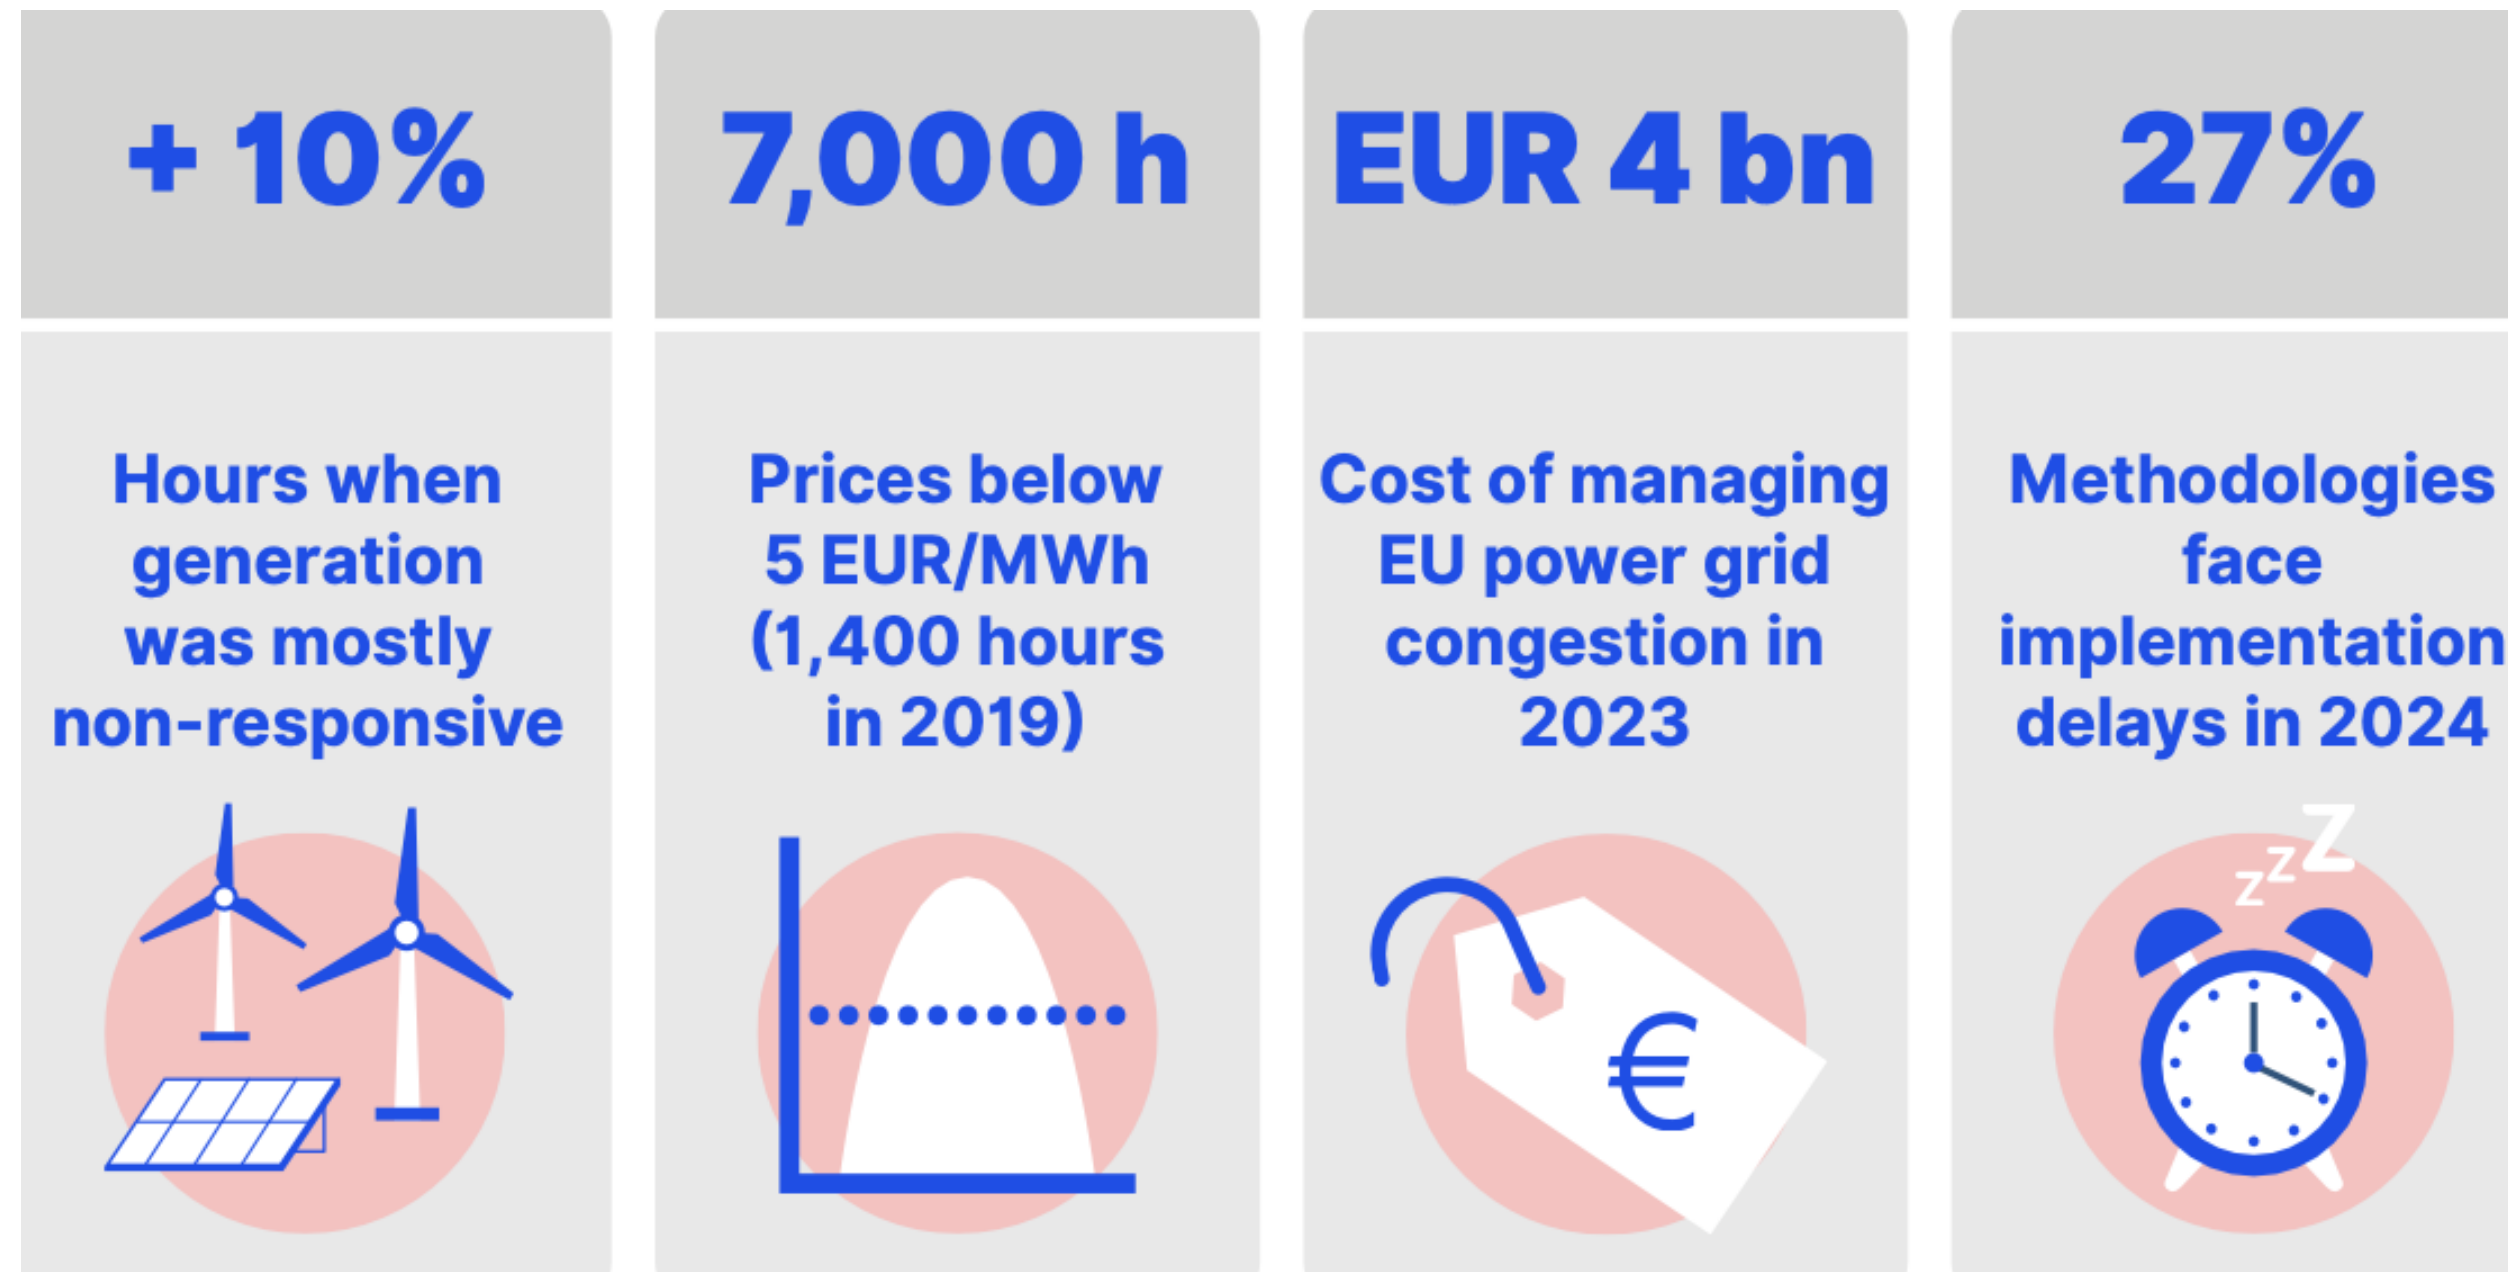 + 10%
Hours when
generation
was mostly
non-responsive
7,000 h
Prices below
5 EUR/MWh
(1,400 hours
in 2019)
EUR 4 bn
Cost of managing
EU power grid
congestion in
2023
€
27%
Methodologies
face
implementation
delays in 2024
z z Z